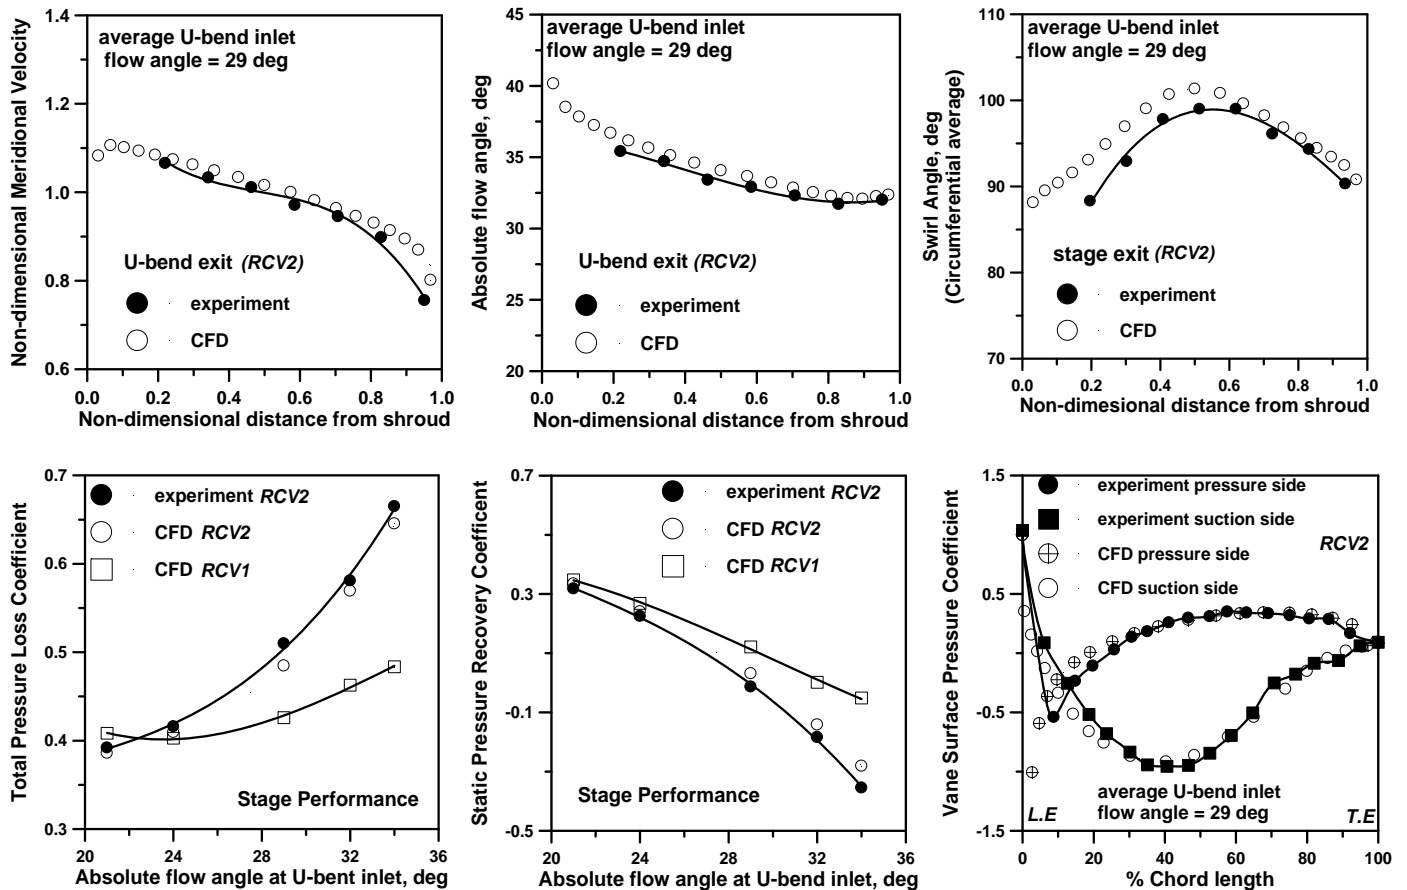 average U-bend inlet
flow angle = 29 deg
Non-dimensional Meridional Velocity
1.4
1.2
1.0
0.8
0.6
U-bend exit (RCV2)
experiment
CFD
0.0 0.2 0.4 0.6 0.8 1.0
Non-dimensional distance from shroud
average U-bend inlet
flow angle = 29 deg
Absolute flow angle, deg
45
40
35
30
25
20
U-bend exit (RCV2)
experiment
CFD
0.0 0.2 0.4 0.6 0.8 1.0
Non-dimensional distance from shroud
average U-bend inlet
flow angle = 29 deg
Swirl Angle, deg
(Circumferential average)
110
100
90
80
70
stage exit (RCV2)
experiment
CFD
0.0 0.2 0.4 0.6 0.8 1.0
Non-dimesional distance from shroud
Total Pressure Loss Coefficient
0.7
0.6
0.5
0.4
0.3
experiment RCV2
CFD RCV2
CFD RCV1
Stage Performance
20 24 28 32 36
Absolute flow angle at U-bent inlet, deg
Static Pressure Recovery Coefficent
0.7
0.3
-0.1
-0.5
experiment RCV2
CFD RCV2
CFD RCV1
Stage Performance
20 24 28 32 36
Absolute flow angle at U-bend inlet, deg
Vane Surface Pressure Coefficient
1.5
0.5
-0.5
-1.5
experiment pressure side
experiment suction side
RCV2
CFD pressure side
CFD suction side
average U-bend inlet
flow angle = 29 deg
L.E
T.E
0 20 40 60 80 100
% Chord length